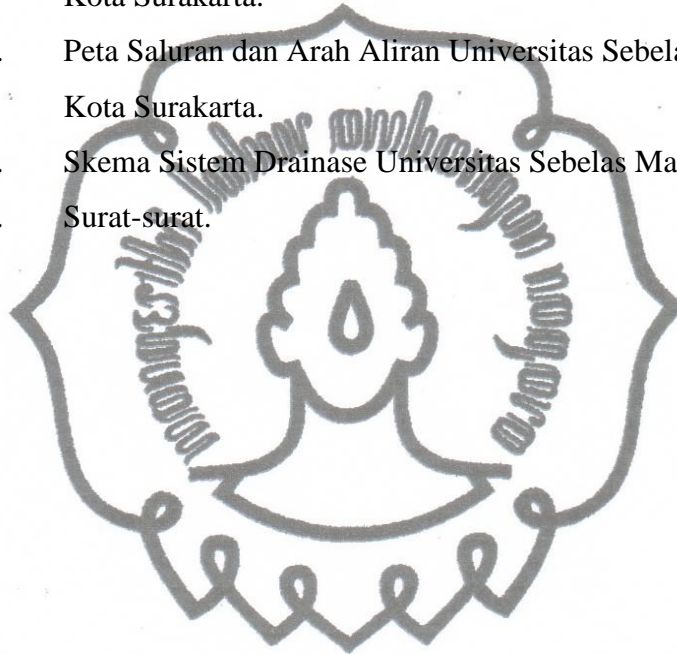 Kota Surakarta.
. Peta Saluran dan Arah Aliran Universitas Sebela
Kota Surakarta.
. Skema Sistem Drainase Universitas Sebelas Ma
. Surat-surat.